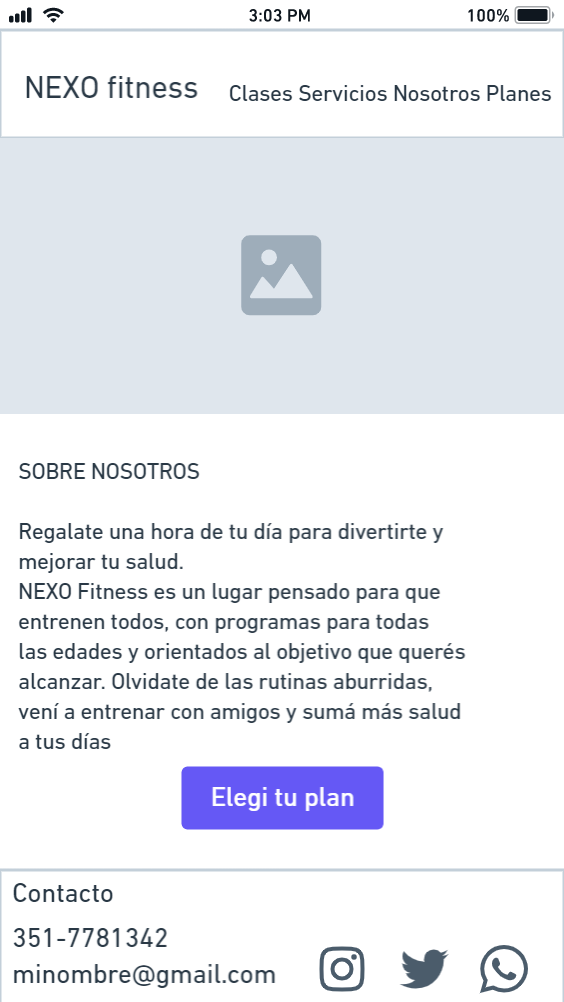 3:03 PM 100%
NEXO fitness Clases Servicios Nosotros Planes
SOBRE NOSOTROS
Regalate una hora de tu día para divertirte y
mejorar tu salud.
NEXO Fitness es un lugar pensado para que
entrenen todos, con programas para todas
las edades y orientados al objetivo que querés
alcanzar. Olvidate de las rutinas aburridas,
vení a entrenar con amigos y sumá más salud
a tus días
Elegi tu plan
Contacto
351-7781342
minombre@gmail.com